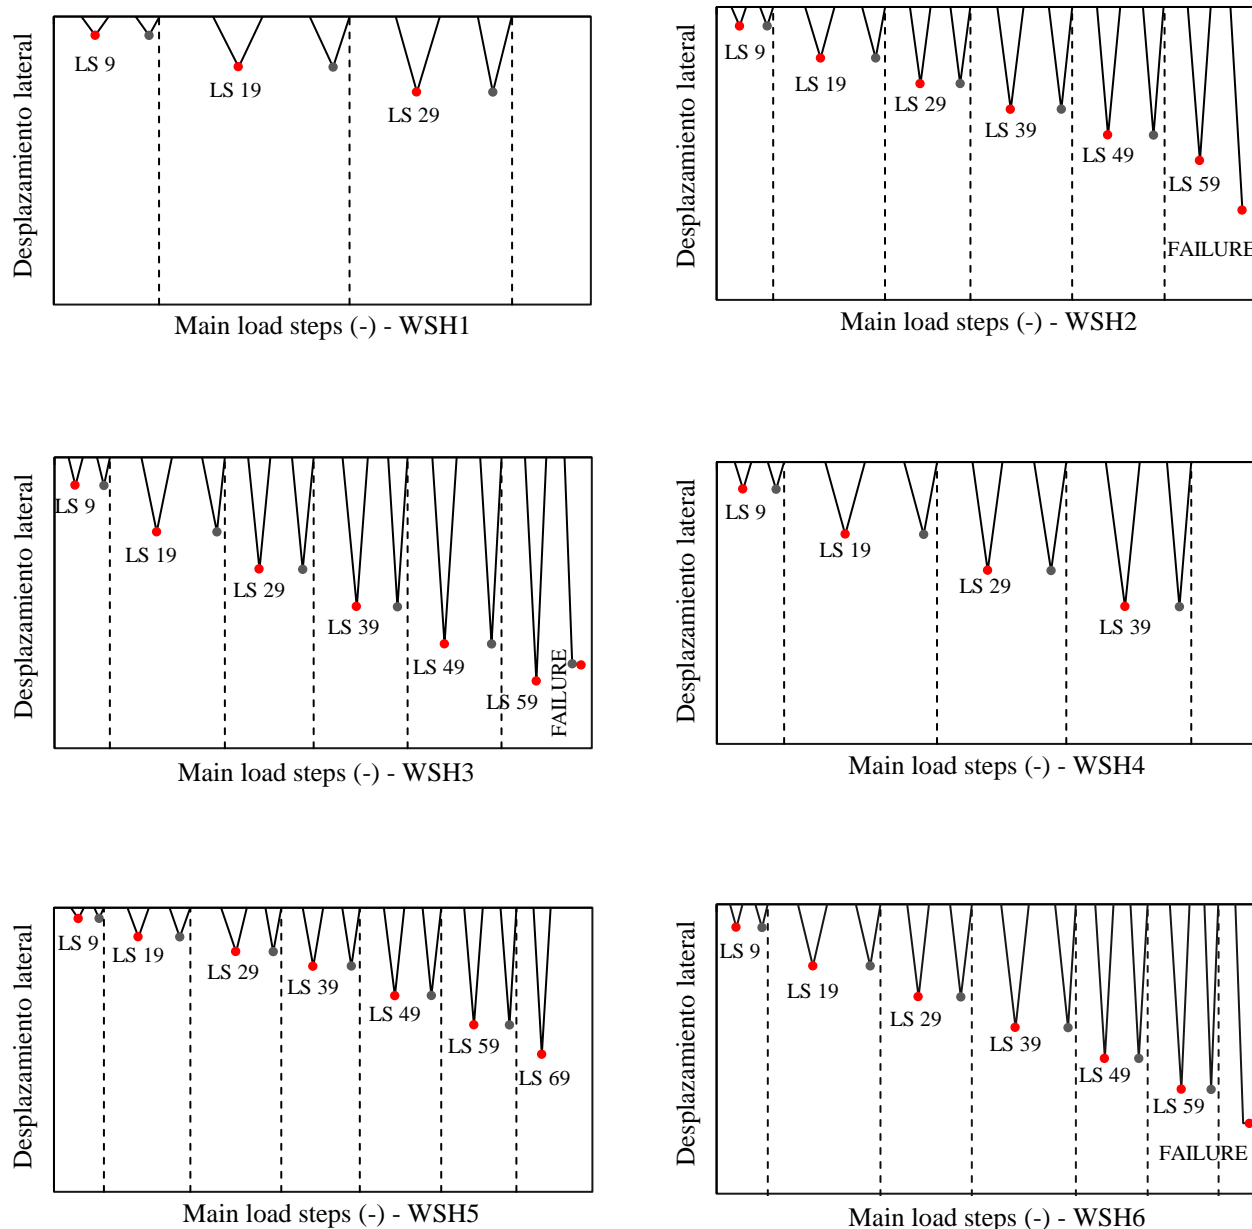 Desplazamiento lateral
LS 9
LS 19
LS 29
Main load steps (-) - WSH1
Desplazamiento lateral
LS 9
LS 19
LS 29
LS 39
LS 49
LS 59
FAILURE
Main load steps (-) - WSH2
Desplazamiento lateral
LS 9
LS 19
LS 29
LS 39
LS 49
LS 59
FAILURE
Main load steps (-) - WSH3
Desplazamiento lateral
LS 9
LS 19
LS 29
LS 39
Main load steps (-) - WSH4
Desplazamiento lateral
LS 9
LS 19
LS 29
LS 39
LS 49
LS 59
LS 69
Main load steps (-) - WSH5
Desplazamiento lateral
LS 9
LS 19
LS 29
LS 39
LS 49
LS 59
FAILURE
Main load steps (-) - WSH6